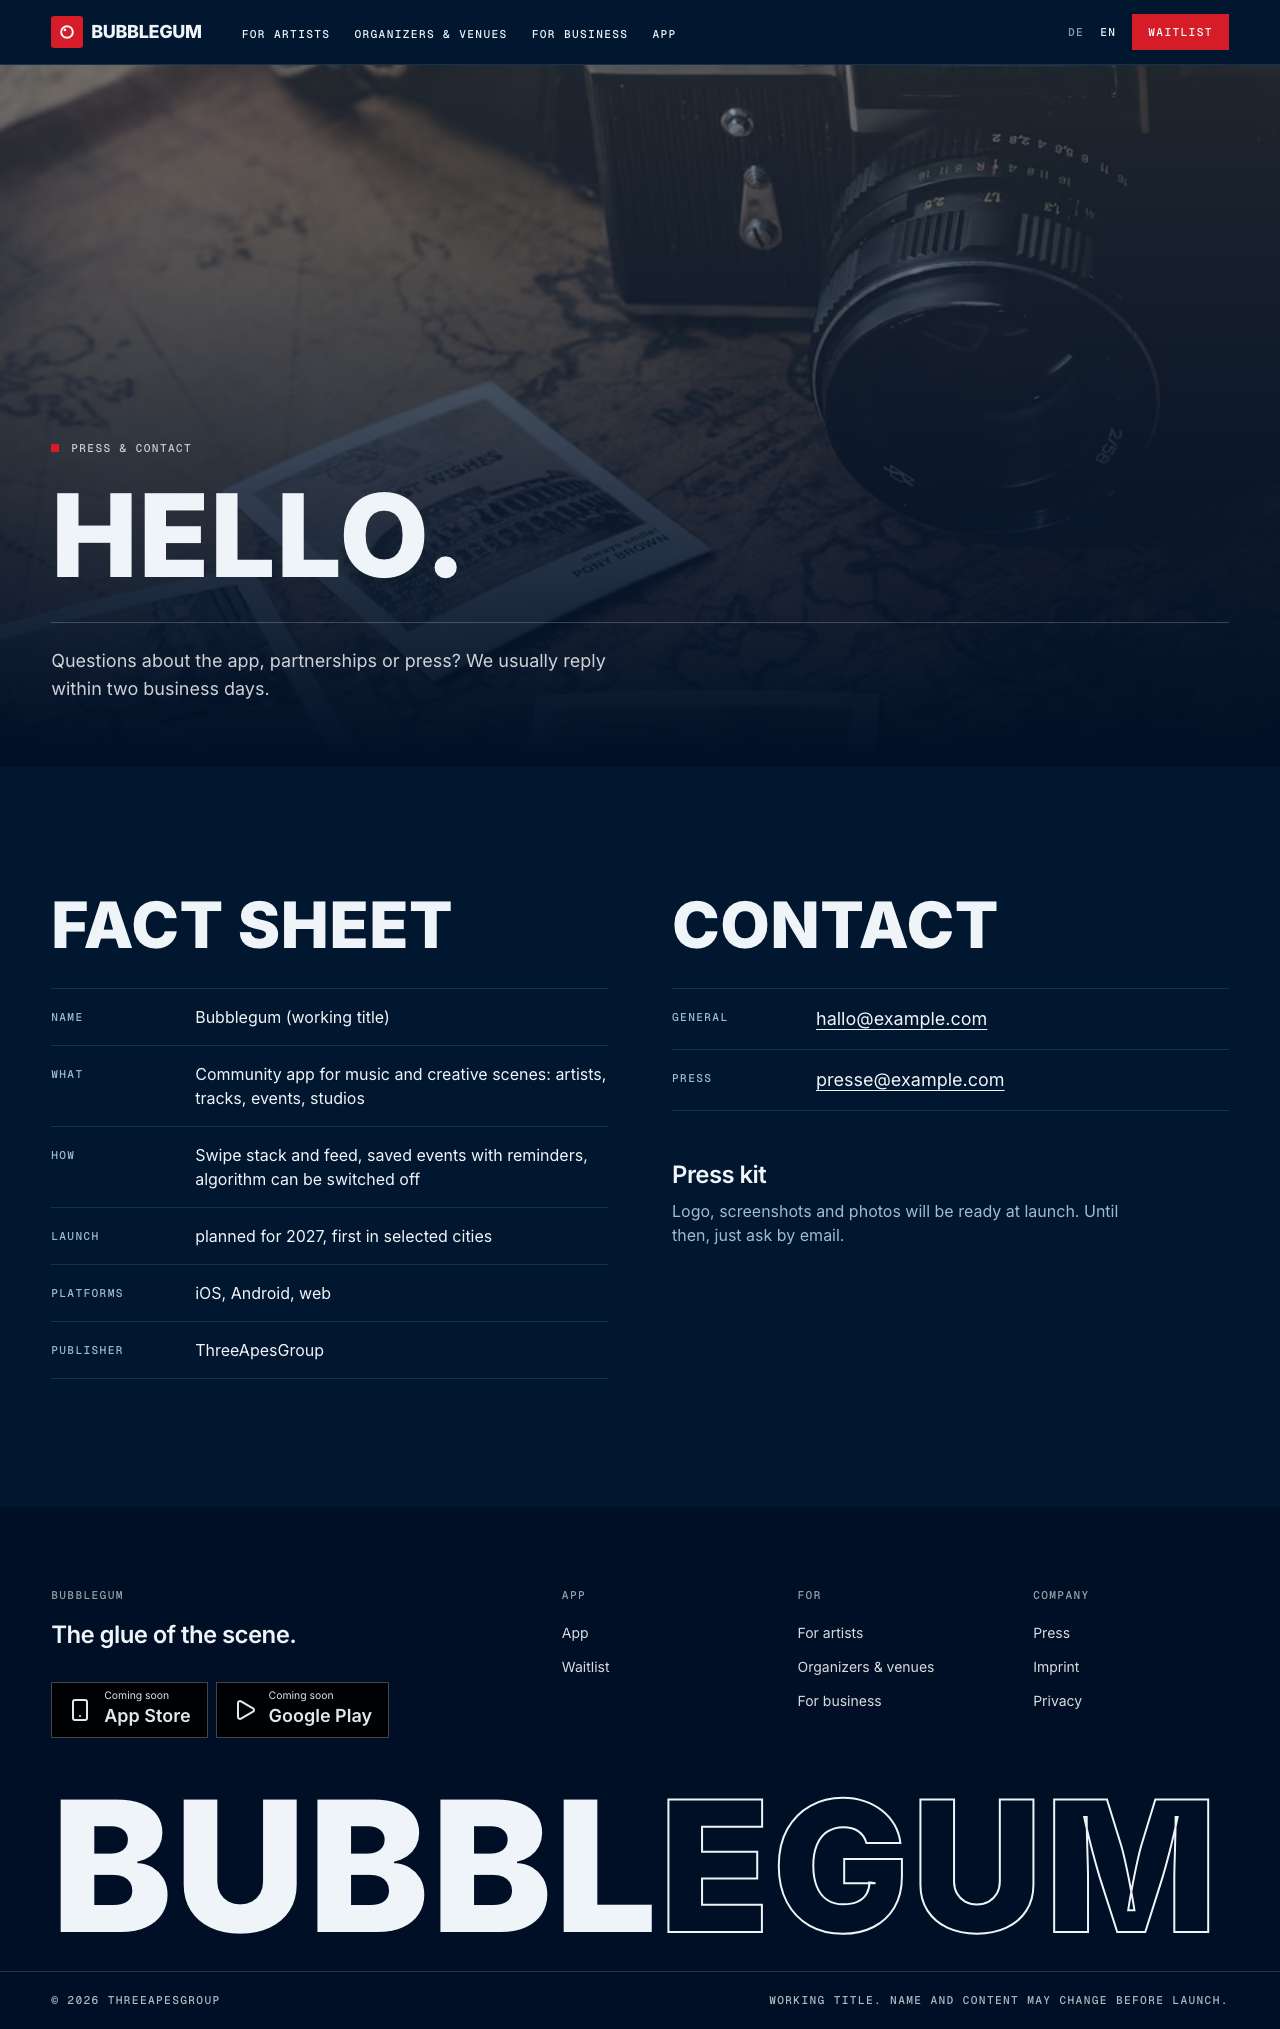 BUBBLEGUM
FOR ARTISTS
ORGANIZERS & VENUES
FOR BUSINESS
APP
DE
EN
WAITLIST
PRESS & CONTACT
HELLO.
BEST WISHES
PONY BROWN
2/58
Questions about the app, partnerships or press? We usually reply
within two business days.
FACT SHEET
NAME
Bubblegum (working title)
WHAT
Community app for music and creative scenes: artists,
tracks, events, studios
HOW
Swipe stack and feed, saved events with reminders,
algorithm can be switched off
LAUNCH
planned for 2027, first in selected cities
PLATFORMS
iOS, Android, web
PUBLISHER
ThreeApesGroup
CONTACT
GENERAL
hallo@example.com
PRESS
presse@example.com
Press kit
Logo, screenshots and photos will be ready at launch. Until
then, just ask by email.
BUBBLEGUM
The glue of the scene.
Coming soon
App Store
Coming soon
Google Play
APP
App
Waitlist
FOR
For artists
Organizers & venues
For business
COMPANY
Press
Imprint
Privacy
BUBBLEGUM
© 2026 THREEAPESGROUP
WORKING TITLE. NAME AND CONTENT MAY CHANGE BEFORE LAUNCH.